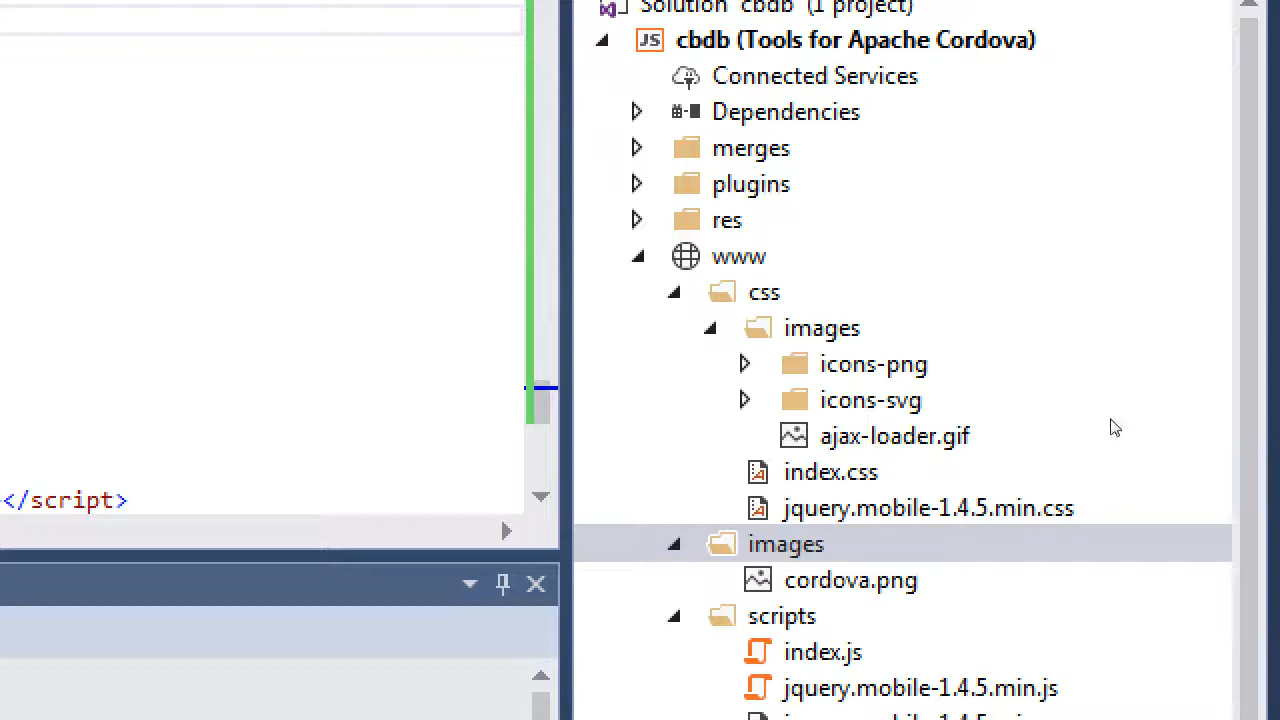 Solution 'cbdb' (1 project)
JS cbdb (Tools for Apache Cordova)
Connected Services
Dependencies
merges
plugins
res
www
css
images
icons-png
icons-svg
ajax-loader.gif
index.css
</script>
jquery.mobile-1.4.5.min.css
images
cordova.png
scripts
index.js
jquery.mobile-1.4.5.min.js